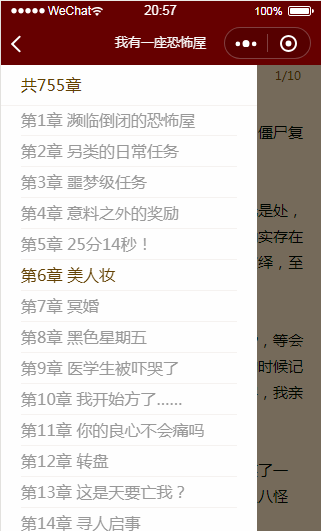 WeChat 20:57 100%
我有一座恐怖屋
1/10
共755章
第1章 濒临倒闭的恐怖屋
僵尸复
第2章 另类的日常任务
第3章 噩梦级任务
第4章 意料之外的奖励
是处，
第5章 25分14秒！
实存在
第6章 美人妆
绎，至
第7章 冥婚
第8章 黑色星期五
，等会
第9章 医学生被吓哭了
时候记
第10章 我开始方了......
，我亲
第11章 你的良心不会痛吗
第12章 转盘
了一
第13章 这是天要亡我？
八怪
第14章 寻人启事